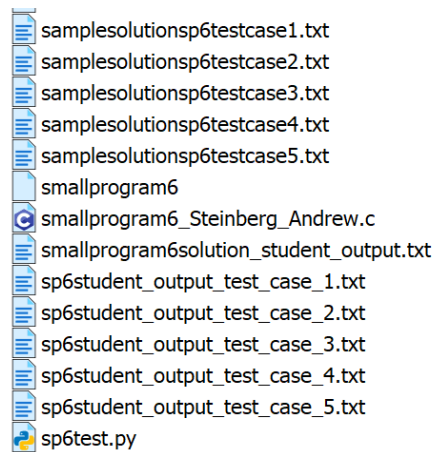 samplesolutionsp6testcase1.txt
samplesolutionsp6testcase2.txt
samplesolutionsp6testcase3.txt
samplesolutionsp6testcase4.txt
samplesolutionsp6testcase5.txt
smallprogram6
smallprogram6_Steinberg_Andrew.c
smallprogram6solution_student_output.txt
sp6student_output_test_case_1.txt
sp6student_output_test_case_2.txt
sp6student_output_test_case_3.txt
sp6student_output_test_case_4.txt
sp6student_output_test_case_5.txt
sp6test.py